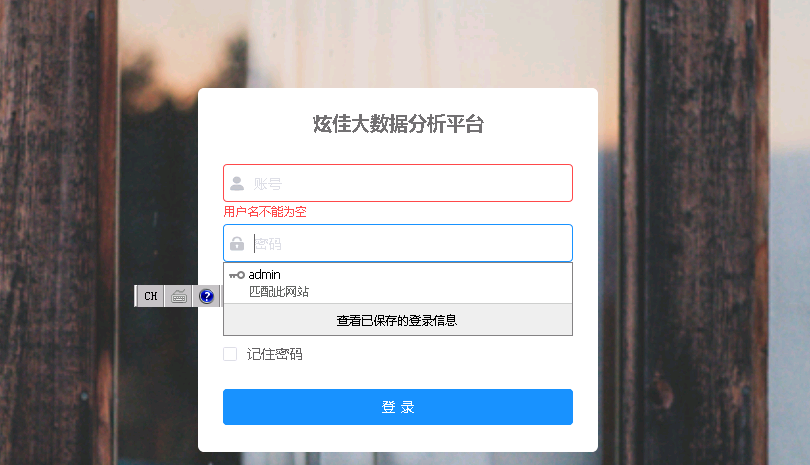 炫佳大数据分析平台
账号
用户名不能为空
密码
admin
匹配此网站
CH
?
查看已保存的登录信息
记住密码
登 录